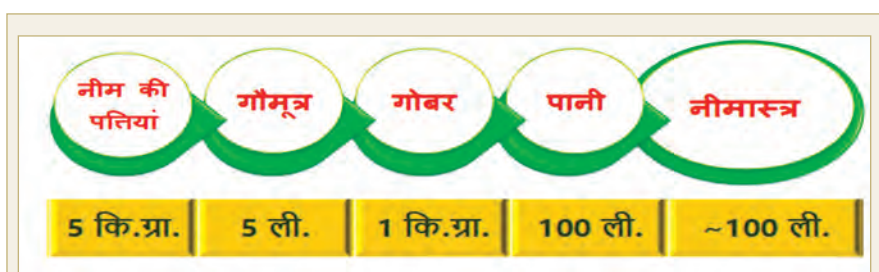 नीम की
पत्तियां
गौमूत्र
गोबर
पानी
नीमास्त्र
5 कि.ग्रा.
5 ली.
1 कि.ग्रा.
100 ली.
~100 ली.